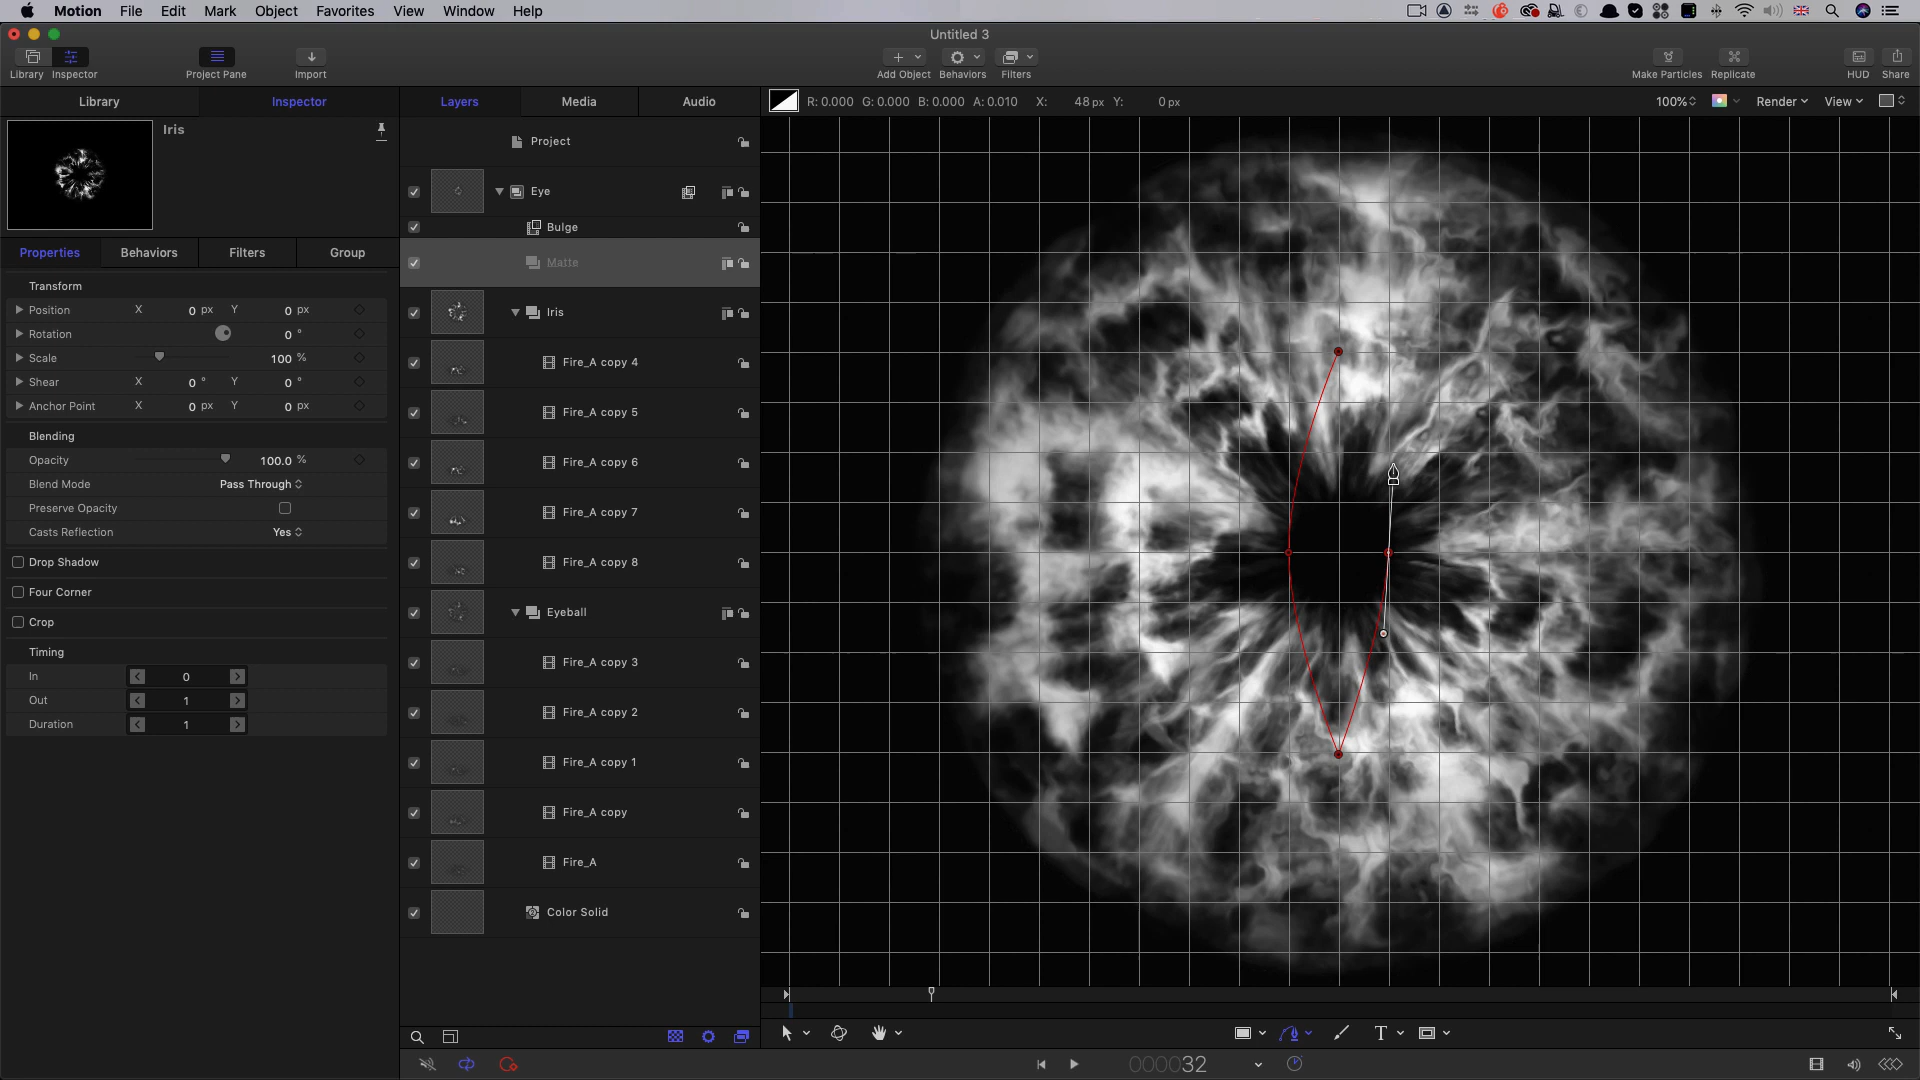 Motion File Edit Mark Object Favorites View Window Help
Untitled 3
Library Inspector Project Pane Import Add Object Behaviors Filters Make Particles Replicate HUD Share
Library Inspector Layers Media Audio R: 0.000 G: 0.000 B: 0.000 A: 0.010 X: 48 px Y: 0 px 100% Render View
Iris
Project
Eye
Bulge
Properties Behaviors Filters Group
Matte
Transform
Position X 0 px Y 0 px
Iris
Rotation 0 °
Scale 100 %
Fire_A copy 4
Shear X 0 ° Y 0 °
Anchor Point X 0 px Y 0 px
Fire_A copy 5
Blending
Opacity 100.0 %
Fire_A copy 6
Blend Mode Pass Through
Preserve Opacity
Fire_A copy 7
Casts Reflection Yes
Drop Shadow
Fire_A copy 8
Four Corner
Eyeball
Crop
Timing
Fire_A copy 3
In 0
Out 1
Fire_A copy 2
Duration 1
Fire_A copy 1
Fire_A copy
Fire_A
Color Solid
T
000032